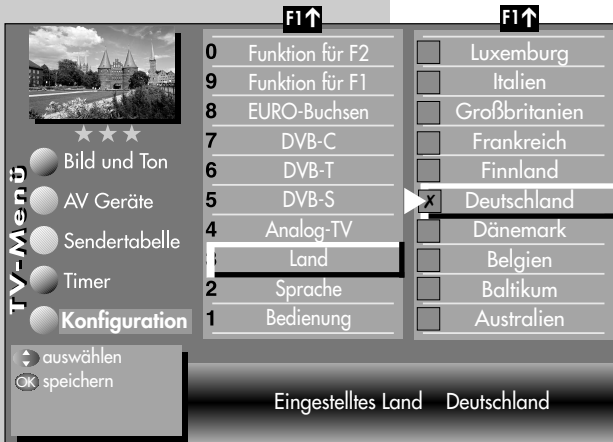 F1↑
F1↑
TV-Menü
Bild und Ton
AV Geräte
Sendertabelle
Timer
Konfiguration
auswählen
OK speichern
0 Funktion für F2
9 Funktion für F1
8 EURO-Buchsen
7 DVB-C
6 DVB-T
5 DVB-S
4 Analog-TV
3 Land
2 Sprache
1 Bedienung
Luxemburg
Italien
Großbritanien
Frankreich
Finnland
x Deutschland
Dänemark
Belgien
Baltikum
Australien
Eingestelltes Land Deutschland